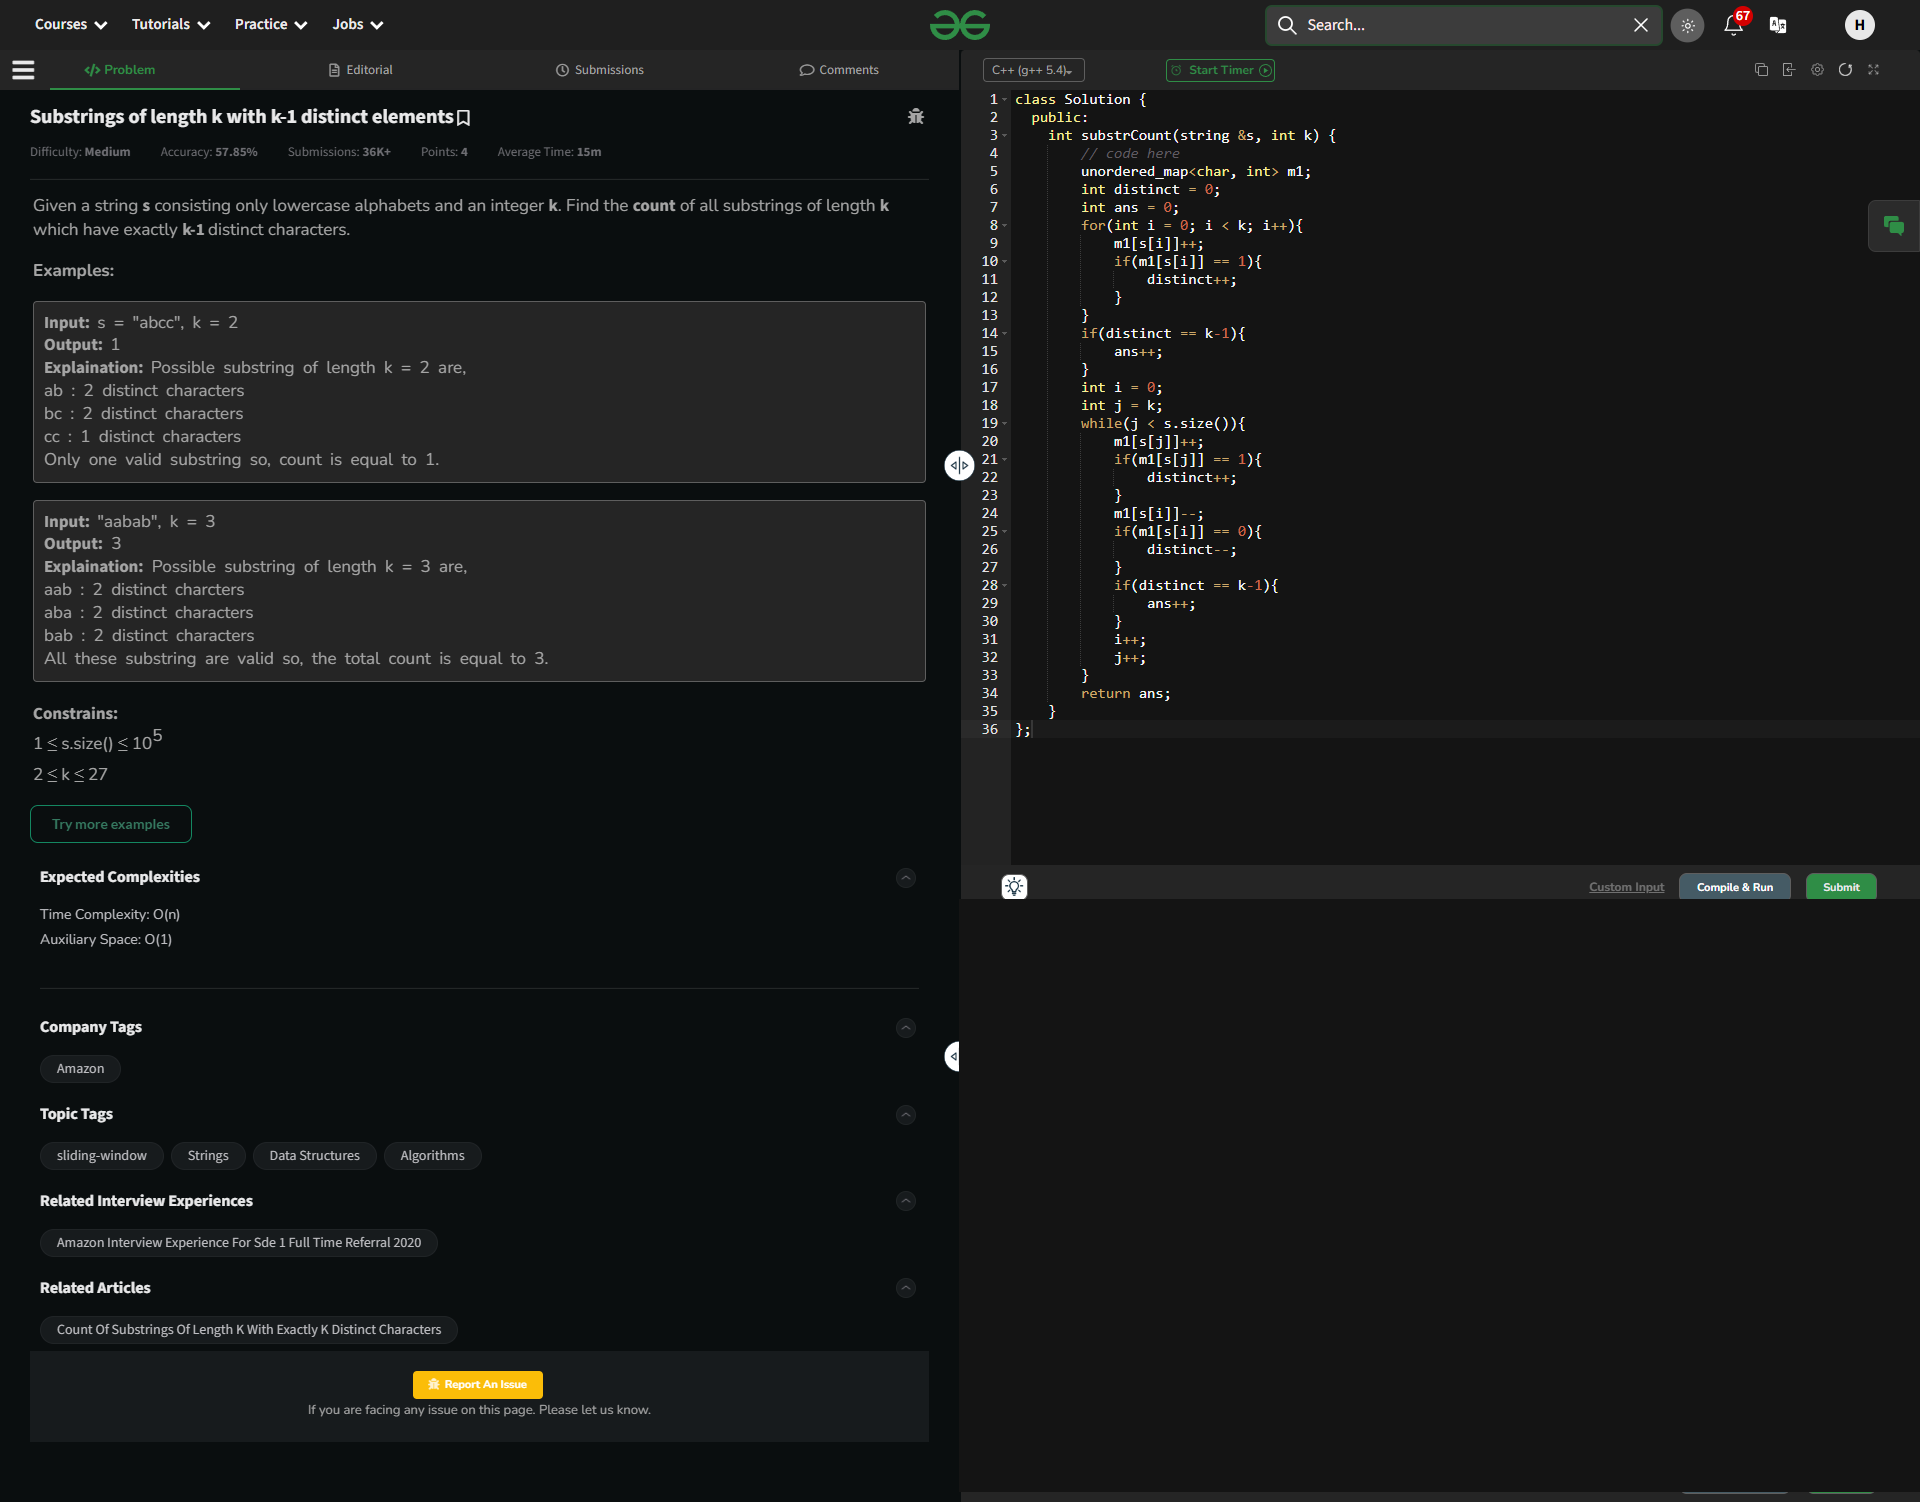 Courses Tutorials Practice Jobs
Search...
67
H
</> Problem Editorial Submissions Comments
Substrings of length k with k-1 distinct elements
Difficulty: Medium Accuracy: 57.85% Submissions: 36K+ Points: 4 Average Time: 15m
Given a string s consisting only lowercase alphabets and an integer k. Find the count of all substrings of length k
which have exactly k-1 distinct characters.
Examples:
Input: s = "abcc", k = 2
Output: 1
Explaination: Possible substring of length k = 2 are,
ab : 2 distinct characters
bc : 2 distinct characters
cc : 1 distinct characters
Only one valid substring so, count is equal to 1.
Input: "aabab", k = 3
Output: 3
Explaination: Possible substring of length k = 3 are,
aab : 2 distinct charcters
aba : 2 distinct characters
bab : 2 distinct characters
All these substring are valid so, the total count is equal to 3.
Constrains:
1 ≤ s.size() ≤ 10⁵
2 ≤ k ≤ 27
Try more examples
Expected Complexities
Time Complexity: O(n)
Auxiliary Space: O(1)
Company Tags
Amazon
Topic Tags
sliding-window Strings Data Structures Algorithms
Related Interview Experiences
Amazon Interview Experience For Sde 1 Full Time Referral 2020
Related Articles
Count Of Substrings Of Length K With Exactly K Distinct Characters
Report An Issue
If you are facing any issue on this page. Please let us know.
C++ (g++ 5.4) Start Timer
1 class Solution {
2   public:
3     int substrCount(string &s, int k) {
4         // code here
5         unordered_map<char, int> m1;
6         int distinct = 0;
7         int ans = 0;
8         for(int i = 0; i < k; i++){
9             m1[s[i]]++;
10             if(m1[s[i]] == 1){
11                 distinct++;
12             }
13         }
14         if(distinct == k-1){
15             ans++;
16         }
17         int i = 0;
18         int j = k;
19         while(j < s.size()){
20             m1[s[j]]++;
21             if(m1[s[j]] == 1){
22                 distinct++;
23             }
24             m1[s[i]]--;
25             if(m1[s[i]] == 0){
26                 distinct--;
27             }
28             if(distinct == k-1){
29                 ans++;
30             }
31             i++;
32             j++;
33         }
34         return ans;
35     }
36 };
Custom Input Compile & Run Submit